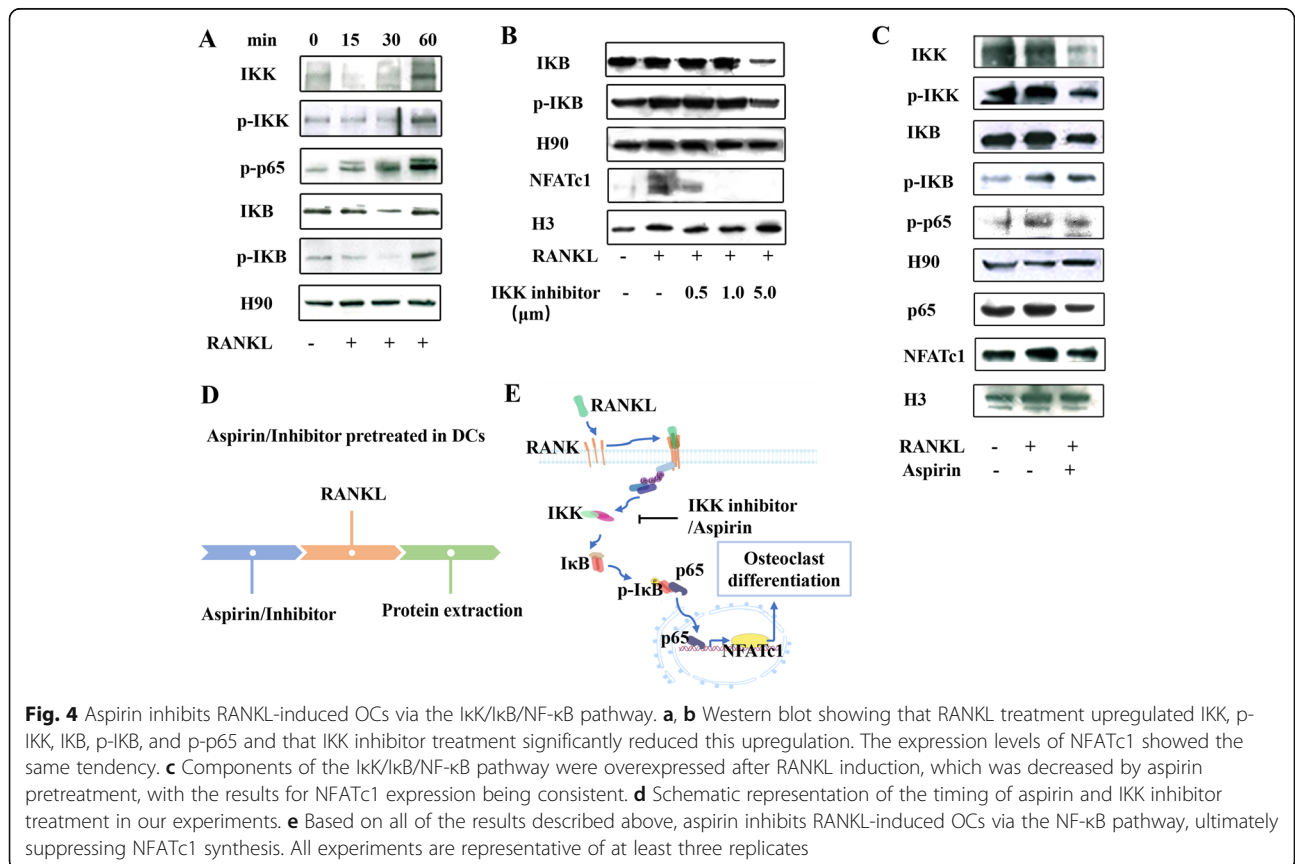 A
min 0 15 30 60
IKK
p-IKK
p-p65
IKB
p-IKB
H90
RANKL - + + +
B
IKB
p-IKB
H90
NFATc1
H3
RANKL - + + + +
IKK inhibitor - - 0.5 1.0 5.0
(μm)
C
IKK
p-IKK
IKB
p-IKB
p-p65
H90
p65
NFATc1
H3
RANKL - + +
Aspirin - - +
D
Aspirin/Inhibitor pretreated in DCs
RANKL
Aspirin/Inhibitor
Protein extraction
E
RANKL
RANK
IKK
IKK inhibitor
/Aspirin
IκB
p-IκB
p65
p65
NFATc1
Osteoclast
differentiation
Fig. 4 Aspirin inhibits RANKL-induced OCs via the IκK/IκB/NF-κB pathway. a, b Western blot showing that RANKL treatment upregulated IKK, p-
IKK, IKB, p-IKB, and p-p65 and that IKK inhibitor treatment significantly reduced this upregulation. The expression levels of NFATc1 showed the
same tendency. c Components of the IκK/IκB/NF-κB pathway were overexpressed after RANKL induction, which was decreased by aspirin
pretreatment, with the results for NFATc1 expression being consistent. d Schematic representation of the timing of aspirin and IKK inhibitor
treatment in our experiments. e Based on all of the results described above, aspirin inhibits RANKL-induced OCs via the NF-κB pathway, ultimately
suppressing NFATc1 synthesis. All experiments are representative of at least three replicates